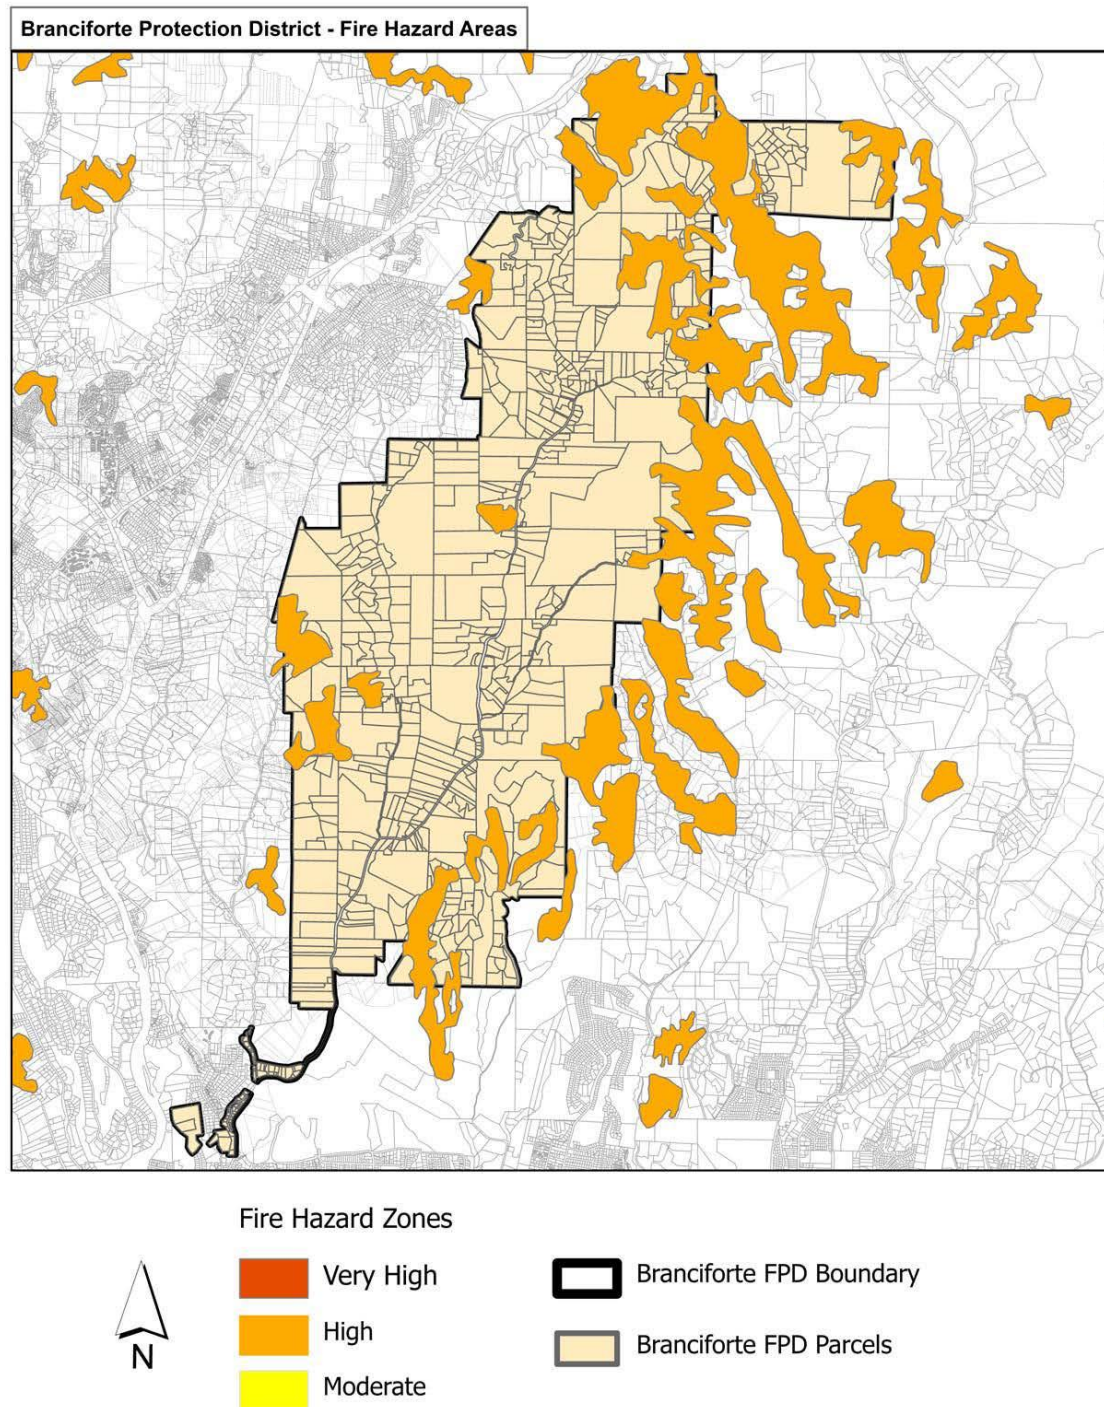 Branciforte Protection District - Fire Hazard Areas
Fire Hazard Zones
Very High
High
Moderate
N
Branciforte FPD Boundary
Branciforte FPD Parcels